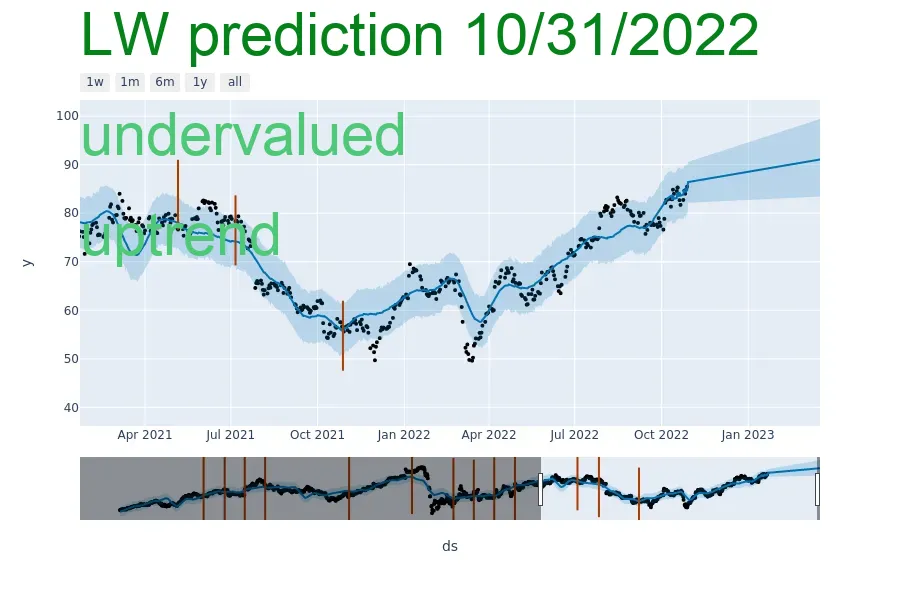 LW prediction 10/31/2022
1w 1m 6m 1y all
100
undervalued
90
80
uptrend
70
y
60
50
40
Apr 2021 Jul 2021 Oct 2021 Jan 2022 Apr 2022 Jul 2022 Oct 2022 Jan 2023
ds